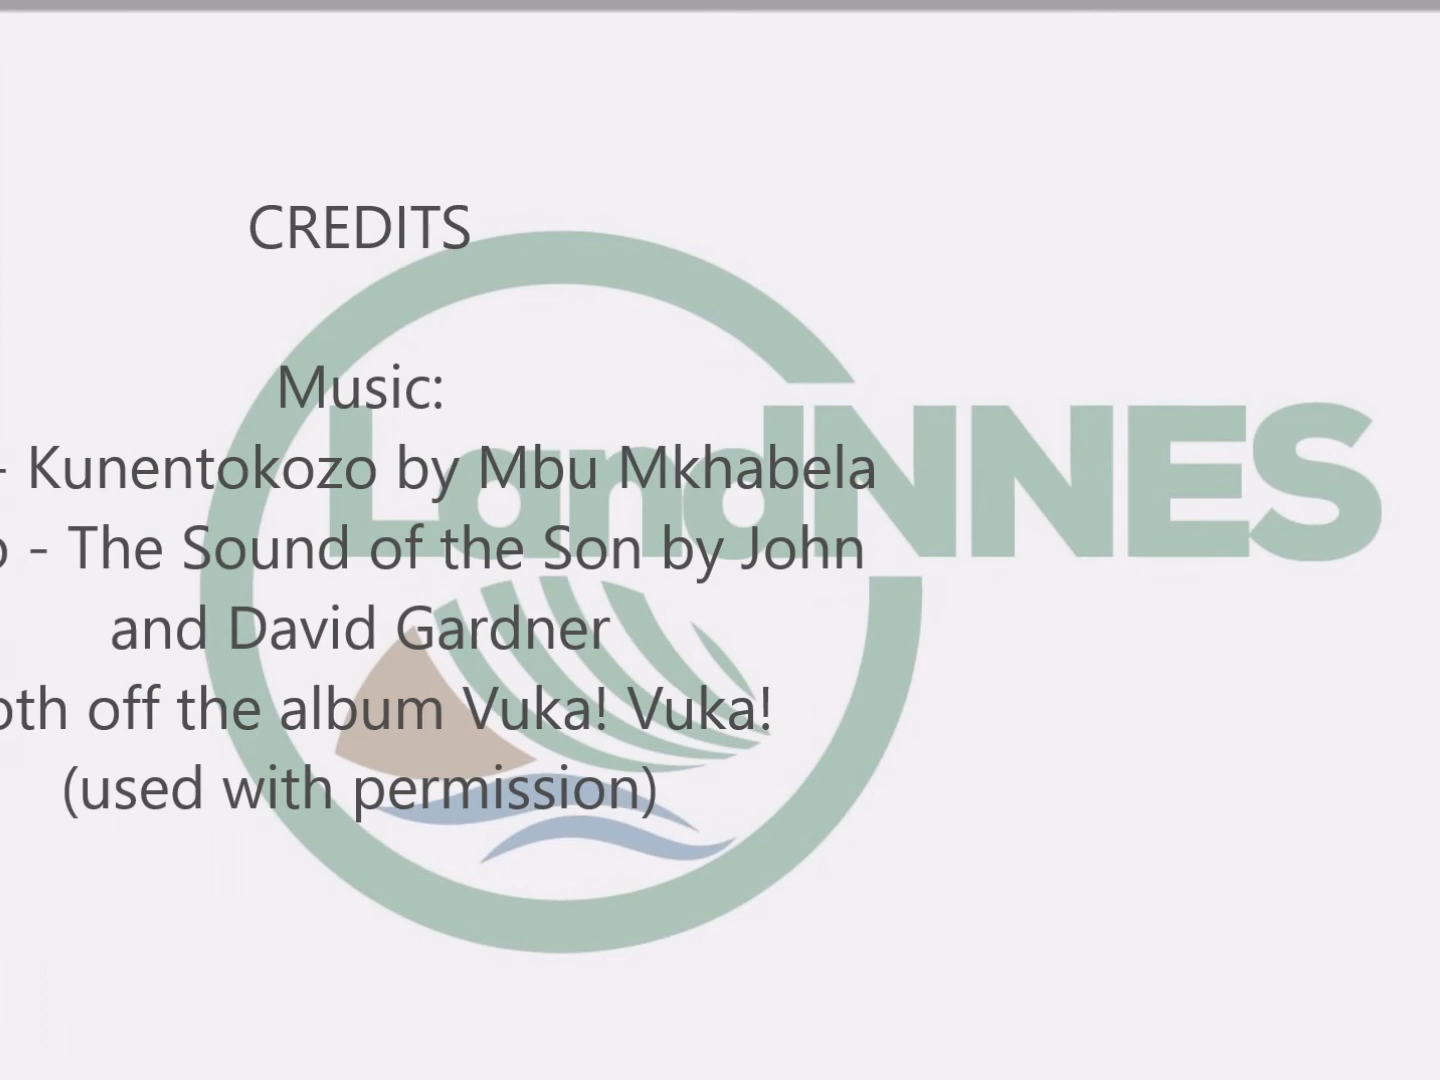 CREDITS
Music:
- Kunentokozo by Mbu Mkhabela
- The Sound of the Son by John
and David Gardner
off the album Vuka! Vuka!
(used with permission)
LandNNES